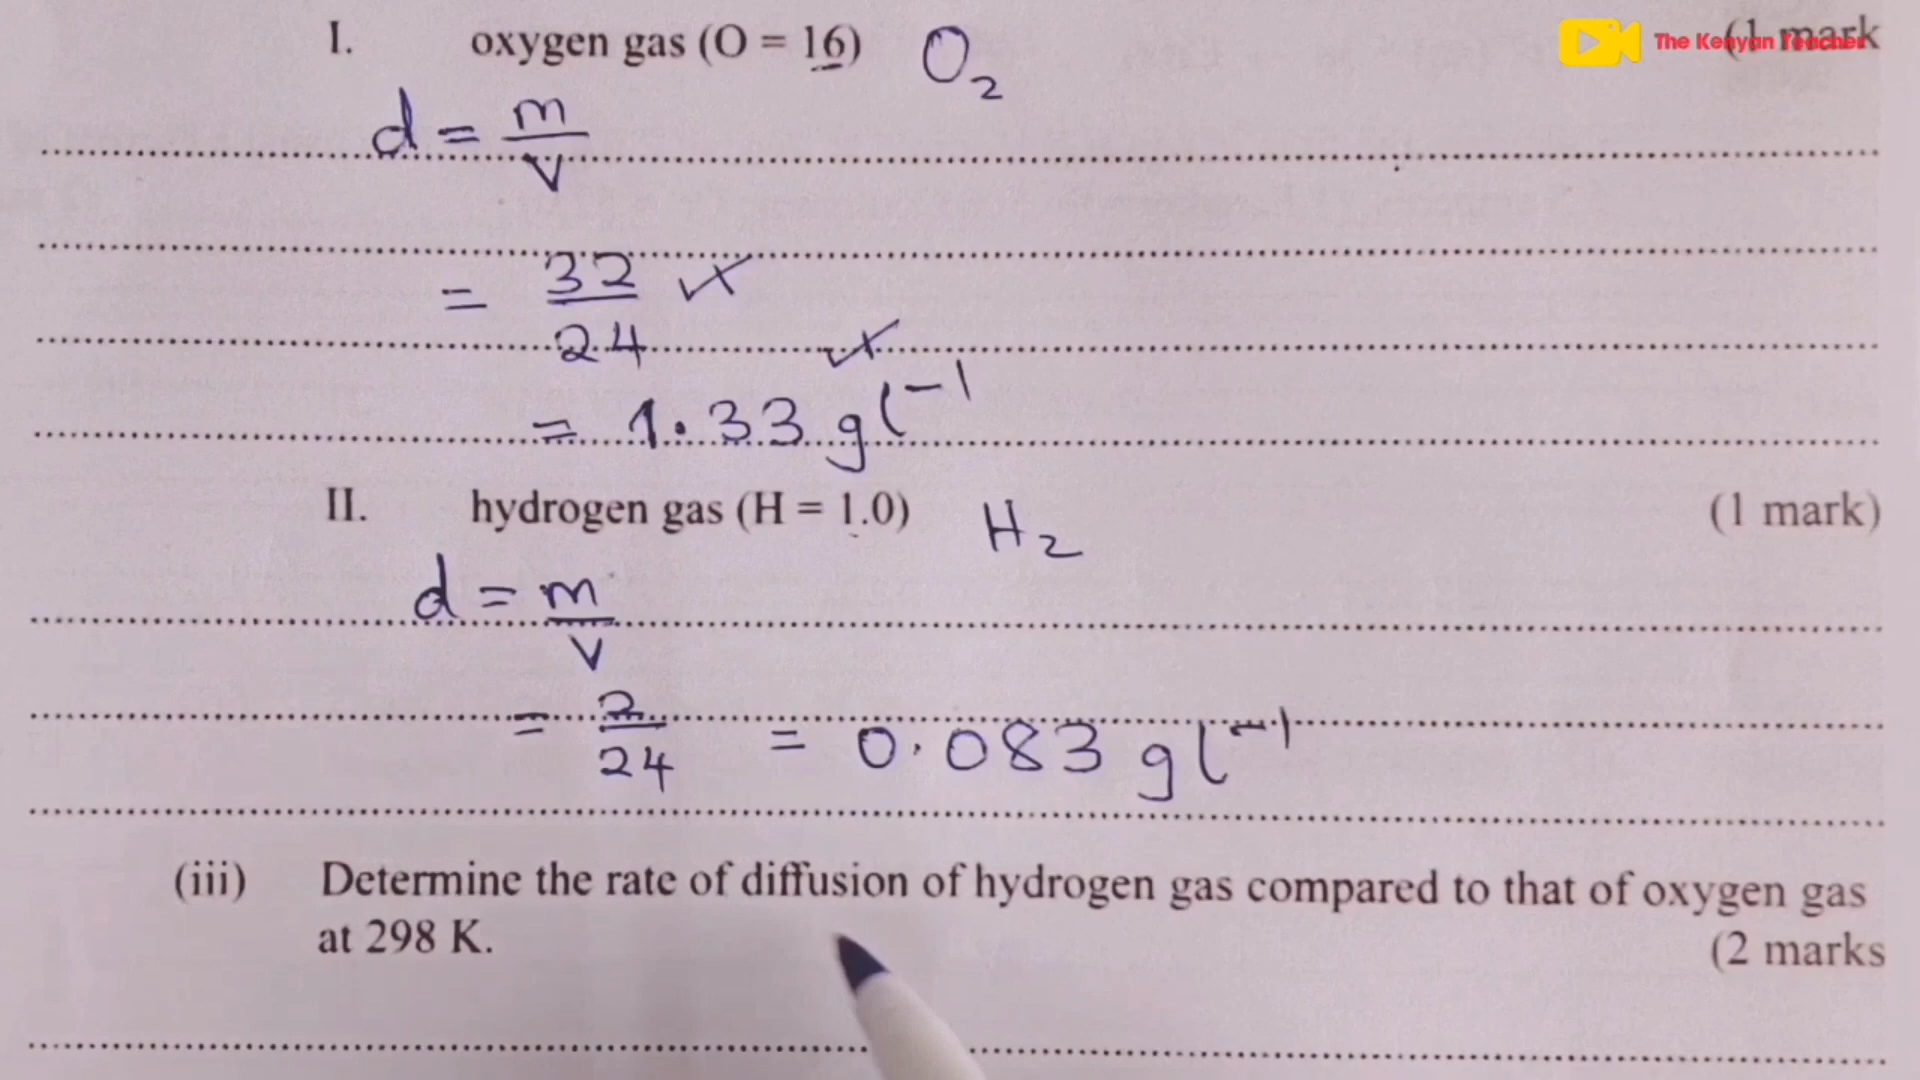 I. oxygen gas (O = 16) O2 (1 mark
The Kenyan Teacher
d = m
V
= 32
24
= 1.33 gl⁻¹
II. hydrogen gas (H = 1.0) H2 (1 mark)
d = m
V
= 2 = 0.083 gl⁻¹
24
(iii) Determine the rate of diffusion of hydrogen gas compared to that of oxygen gas
at 298 K. (2 marks